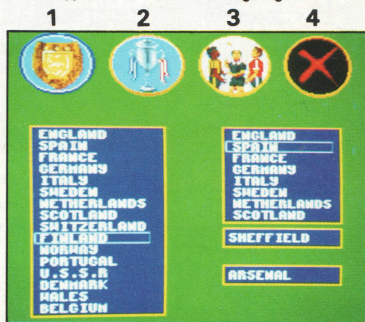 1 2 3 4
ENGLAND
SPAIN
FRANCE
GERMANY
ITALY
SWEDEN
NETHERLANDS
SCOTLAND
SWITZERLAND
FINLAND
NORWAY
PORTUGAL
U.S.S.R
DENMARK
WALES
BELGIUM
ENGLAND
SPAIN
FRANCE
GERMANY
ITALY
SWEDEN
NETHERLANDS
SCOTLAND
SHEFFIELD
ARSENAL